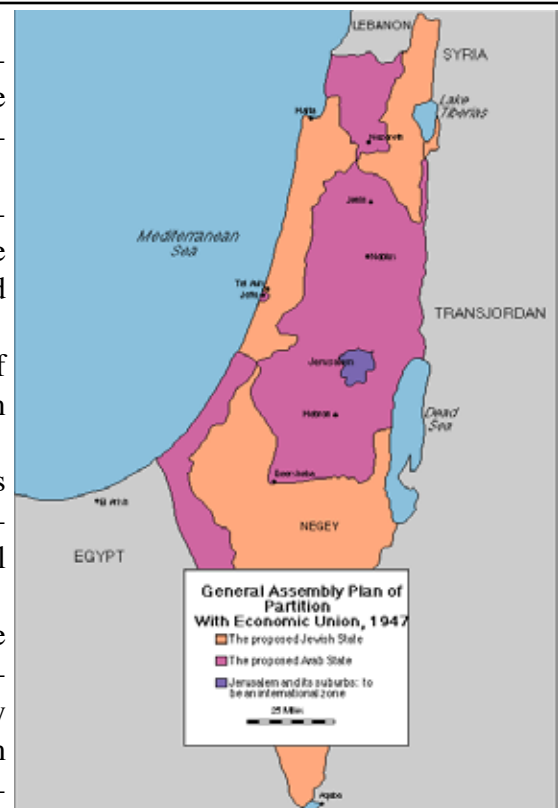 LEBANON
SYRIA
Lake
Tiberias
Haifa
Nazareth
Jenin
Mediterranean
Sea
Nablus
Tel Aviv
Jaffa
TRANSJORDAN
Jerusalem
Dead
Sea
Hebron
Beersheba
El Arish
NEGEV
EGYPT
General Assembly Plan of
Partition
With Economic Union, 1947
The proposed Jewish State
The proposed Arab State
Jerusalem and its suburbs: to
be an international zone
25 Miles
Aqaba